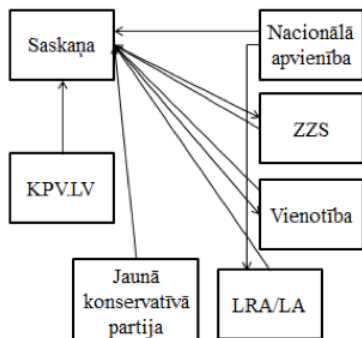 Saskaņa
Nacionālā
apvienība
ZZS
KPV.LV
Vienotība
Jaunā
konservatīvā
partija
LRA/LA